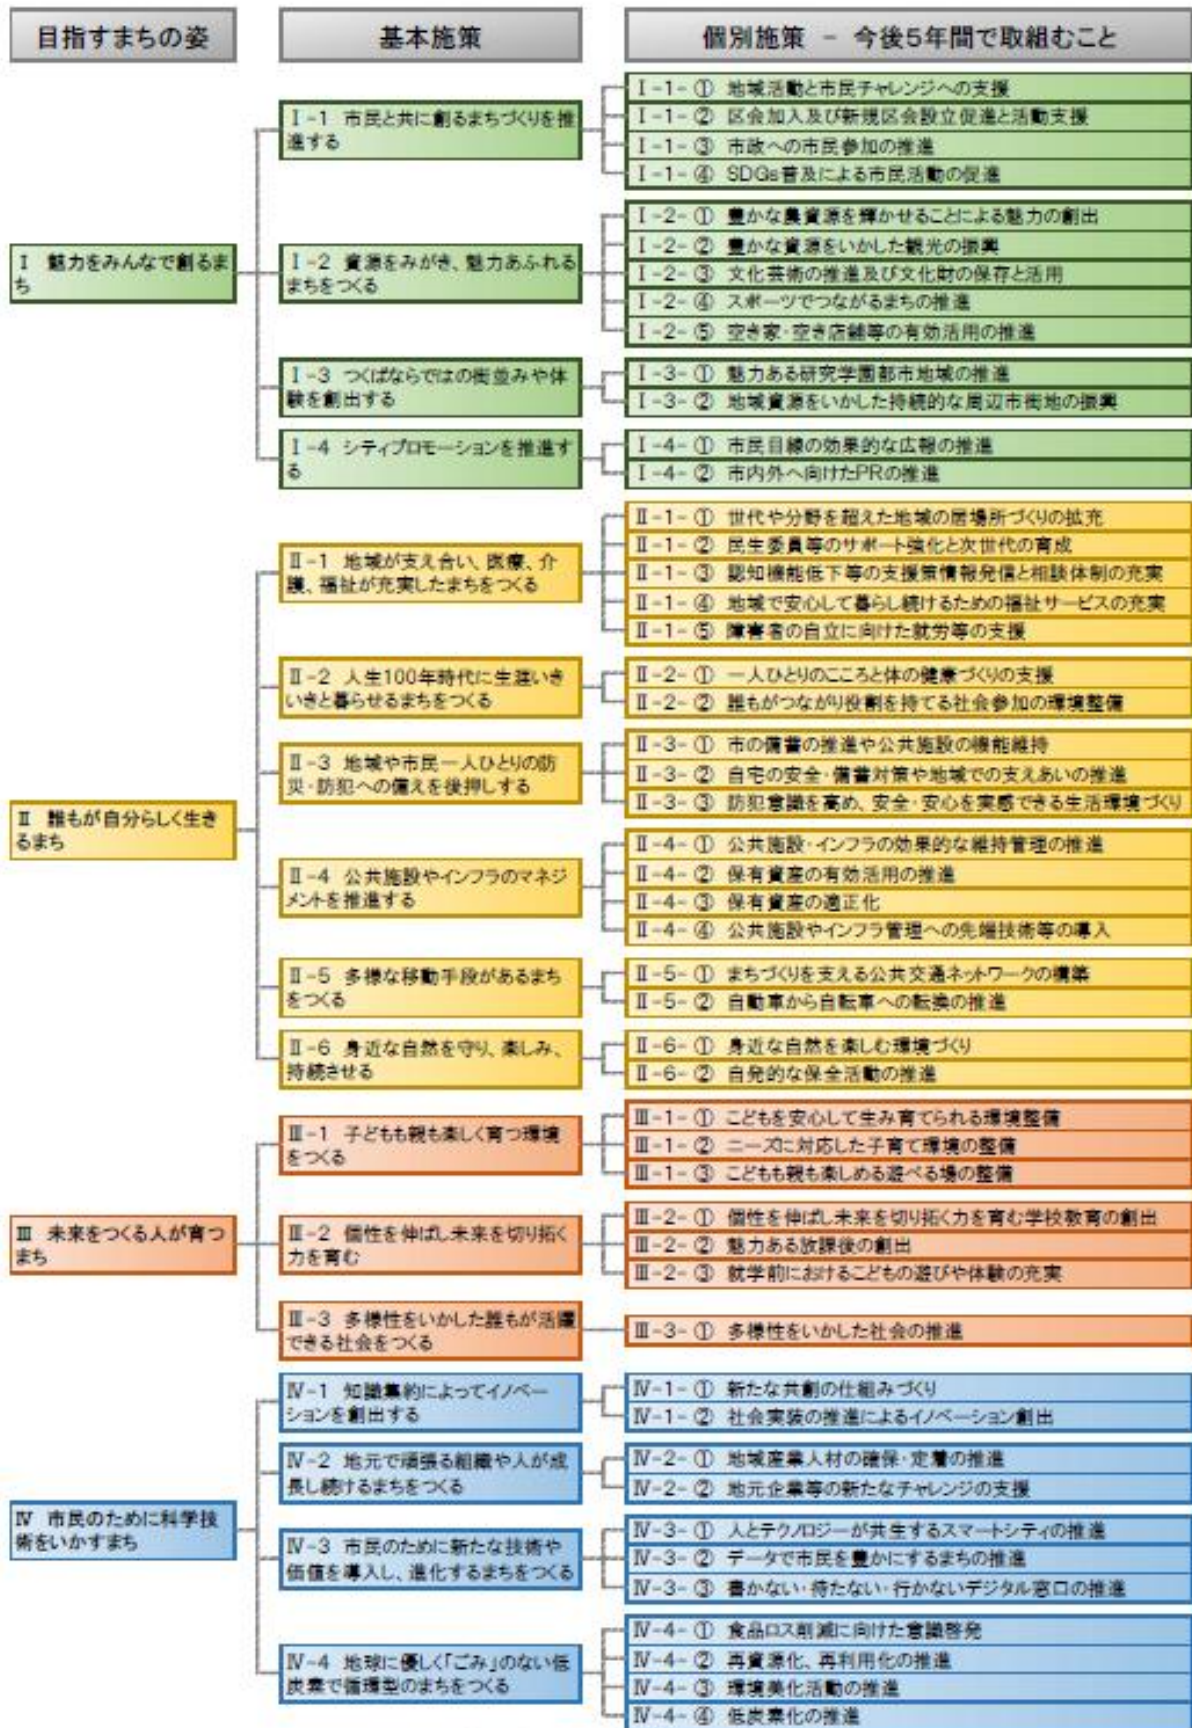 目指すまちの姿
基本施策
個別施策 － 今後5年間で取組むこと
Ⅰ 魅力をみんなで創るま
ち
Ⅰ-1 市民と共に創るまちづくりを推
進する
Ⅰ-1-① 地域活動と市民チャレンジへの支援
Ⅰ-1-② 区会加入及び新規区会設立促進と活動支援
Ⅰ-1-③ 市政への市民参加の推進
Ⅰ-1-④ SDGs普及による市民活動の促進
Ⅰ-2 資源をみがき、魅力あふれる
まちをつくる
Ⅰ-2-① 豊かな農資源を輝かせることによる魅力の創出
Ⅰ-2-② 豊かな資源をいかした観光の振興
Ⅰ-2-③ 文化芸術の推進及び文化財の保存と活用
Ⅰ-2-④ スポーツでつながるまちの推進
Ⅰ-2-⑤ 空き家・空き店舗等の有効活用の推進
Ⅰ-3 つくばならではの街並みや体
験を創出する
Ⅰ-3-① 魅力ある研究学園都市地域の推進
Ⅰ-3-② 地域資源をいかした持続的な周辺市街地の振興
Ⅰ-4 シティプロモーションを推進す
る
Ⅰ-4-① 市民目線の効果的な広報の推進
Ⅰ-4-② 市内外へ向けたPRの推進
Ⅱ 誰もが自分らしく生き
るまち
Ⅱ-1 地域が支え合い、医療、介
護、福祉が充実したまちをつくる
Ⅱ-1-① 世代や分野を超えた地域の居場所づくりの拡充
Ⅱ-1-② 民生委員等のサポート強化と次世代の育成
Ⅱ-1-③ 認知機能低下等の支援策情報発信と相談体制の充実
Ⅱ-1-④ 地域で安心して暮らし続けるための福祉サービスの充実
Ⅱ-1-⑤ 障害者の自立に向けた就労等の支援
Ⅱ-2 人生100年時代に生涯いき
いきと暮らせるまちをつくる
Ⅱ-2-① 一人ひとりのこころと体の健康づくりの支援
Ⅱ-2-② 誰もがつながり役割を持てる社会参加の環境整備
Ⅱ-3 地域や市民一人ひとりの防
災・防犯への備えを後押しする
Ⅱ-3-① 市の備蓄の推進や公共施設の機能維持
Ⅱ-3-② 自宅の安全・備蓄対策や地域での支えあいの推進
Ⅱ-3-③ 防犯意識を高め、安全・安心を実感できる生活環境づくり
Ⅱ-4 公共施設やインフラのマネジ
メントを推進する
Ⅱ-4-① 公共施設・インフラの効果的な維持管理の推進
Ⅱ-4-② 保有資産の有効活用の推進
Ⅱ-4-③ 保有資産の適正化
Ⅱ-4-④ 公共施設やインフラ管理への先端技術等の導入
Ⅱ-5 多様な移動手段があるまち
をつくる
Ⅱ-5-① まちづくりを支える公共交通ネットワークの構築
Ⅱ-5-② 自動車から自転車への転換の推進
Ⅱ-6 身近な自然を守り、楽しみ、
持続させる
Ⅱ-6-① 身近な自然を楽しむ環境づくり
Ⅱ-6-② 自発的な保全活動の推進
Ⅲ 未来をつくる人が育つ
まち
Ⅲ-1 子どもも親も楽しく育つ環境
をつくる
Ⅲ-1-① こどもを安心して生み育てられる環境整備
Ⅲ-1-② ニーズに対応した子育て環境の整備
Ⅲ-1-③ こどもも親も楽しめる遊べる場の整備
Ⅲ-2 個性を伸ばし未来を切り拓く
力を育む
Ⅲ-2-① 個性を伸ばし未来を切り拓く力を育む学校教育の創出
Ⅲ-2-② 魅力ある放課後の創出
Ⅲ-2-③ 就学前におけるこどもの遊びや体験の充実
Ⅲ-3 多様性をいかした誰もが活躍
できる社会をつくる
Ⅲ-3-① 多様性をいかした社会の推進
Ⅳ 市民のために科学技
術をいかすまち
Ⅳ-1 知識集約によってイノベー
ションを創出する
Ⅳ-1-① 新たな共創の仕組みづくり
Ⅳ-1-② 社会実装の推進によるイノベーション創出
Ⅳ-2 地元で頑張る組織や人が成
長し続けるまちをつくる
Ⅳ-2-① 地域産業人材の確保・定着の推進
Ⅳ-2-② 地元企業等の新たなチャレンジの支援
Ⅳ-3 市民のために新たな技術や
価値を導入し、進化するまちをつくる
Ⅳ-3-① 人とテクノロジーが共生するスマートシティの推進
Ⅳ-3-② データで市民を豊かにするまちの推進
Ⅳ-3-③ 書かない・待たない・行かないデジタル窓口の推進
Ⅳ-4 地球に優しく「ごみ」のない低
炭素で循環型のまちをつくる
Ⅳ-4-① 食品ロス削減に向けた意識啓発
Ⅳ-4-② 再資源化、再利用化の推進
Ⅳ-4-③ 環境美化活動の推進
Ⅳ-4-④ 低炭素化の推進